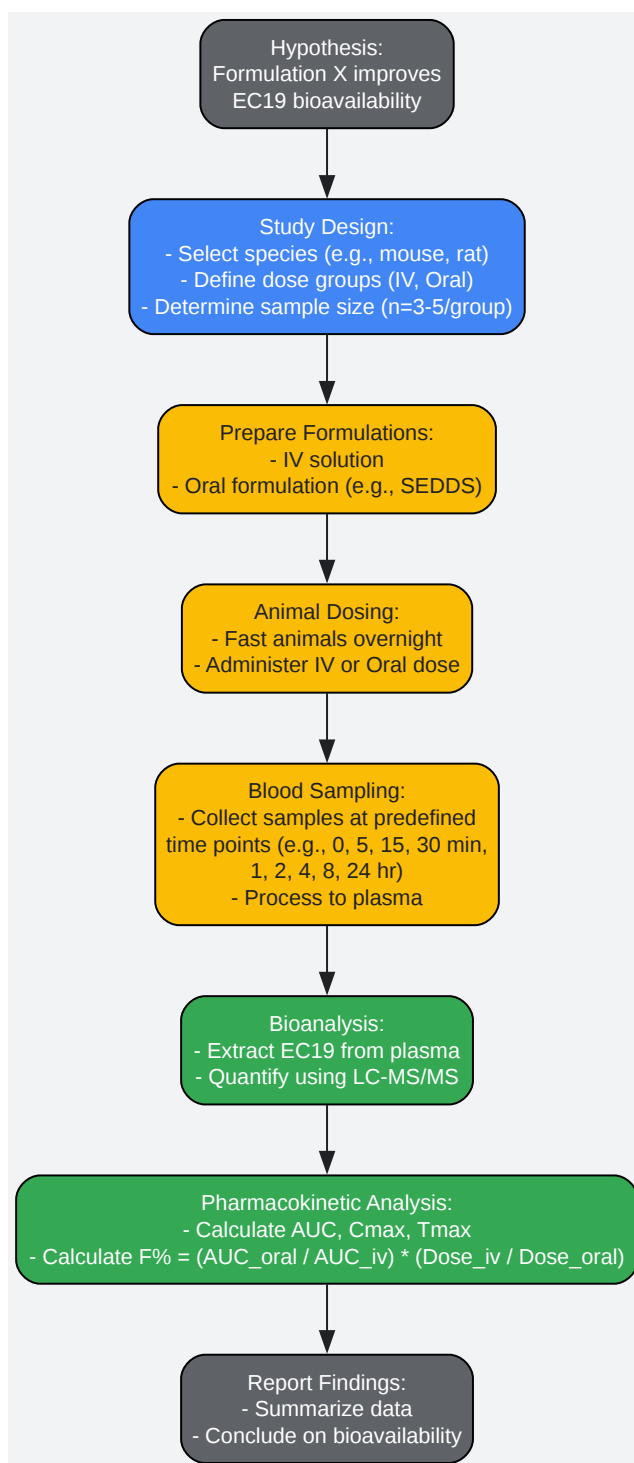 Hypothesis:
Formulation X improves
EC19 bioavailability
Study Design:
- Select species (e.g., mouse, rat)
- Define dose groups (IV, Oral)
- Determine sample size (n=3-5/group)
Prepare Formulations:
- IV solution
- Oral formulation (e.g., SEDDS)
Animal Dosing:
- Fast animals overnight
- Administer IV or Oral dose
Blood Sampling:
- Collect samples at predefined
time points (e.g., 0, 5, 15, 30 min,
1, 2, 4, 8, 24 hr)
- Process to plasma
Bioanalysis:
- Extract EC19 from plasma
- Quantify using LC-MS/MS
Pharmacokinetic Analysis:
- Calculate AUC, Cmax, Tmax
- Calculate F% = (AUC_oral / AUC_iv) * (Dose_iv / Dose_oral)
Report Findings:
- Summarize data
- Conclude on bioavailability